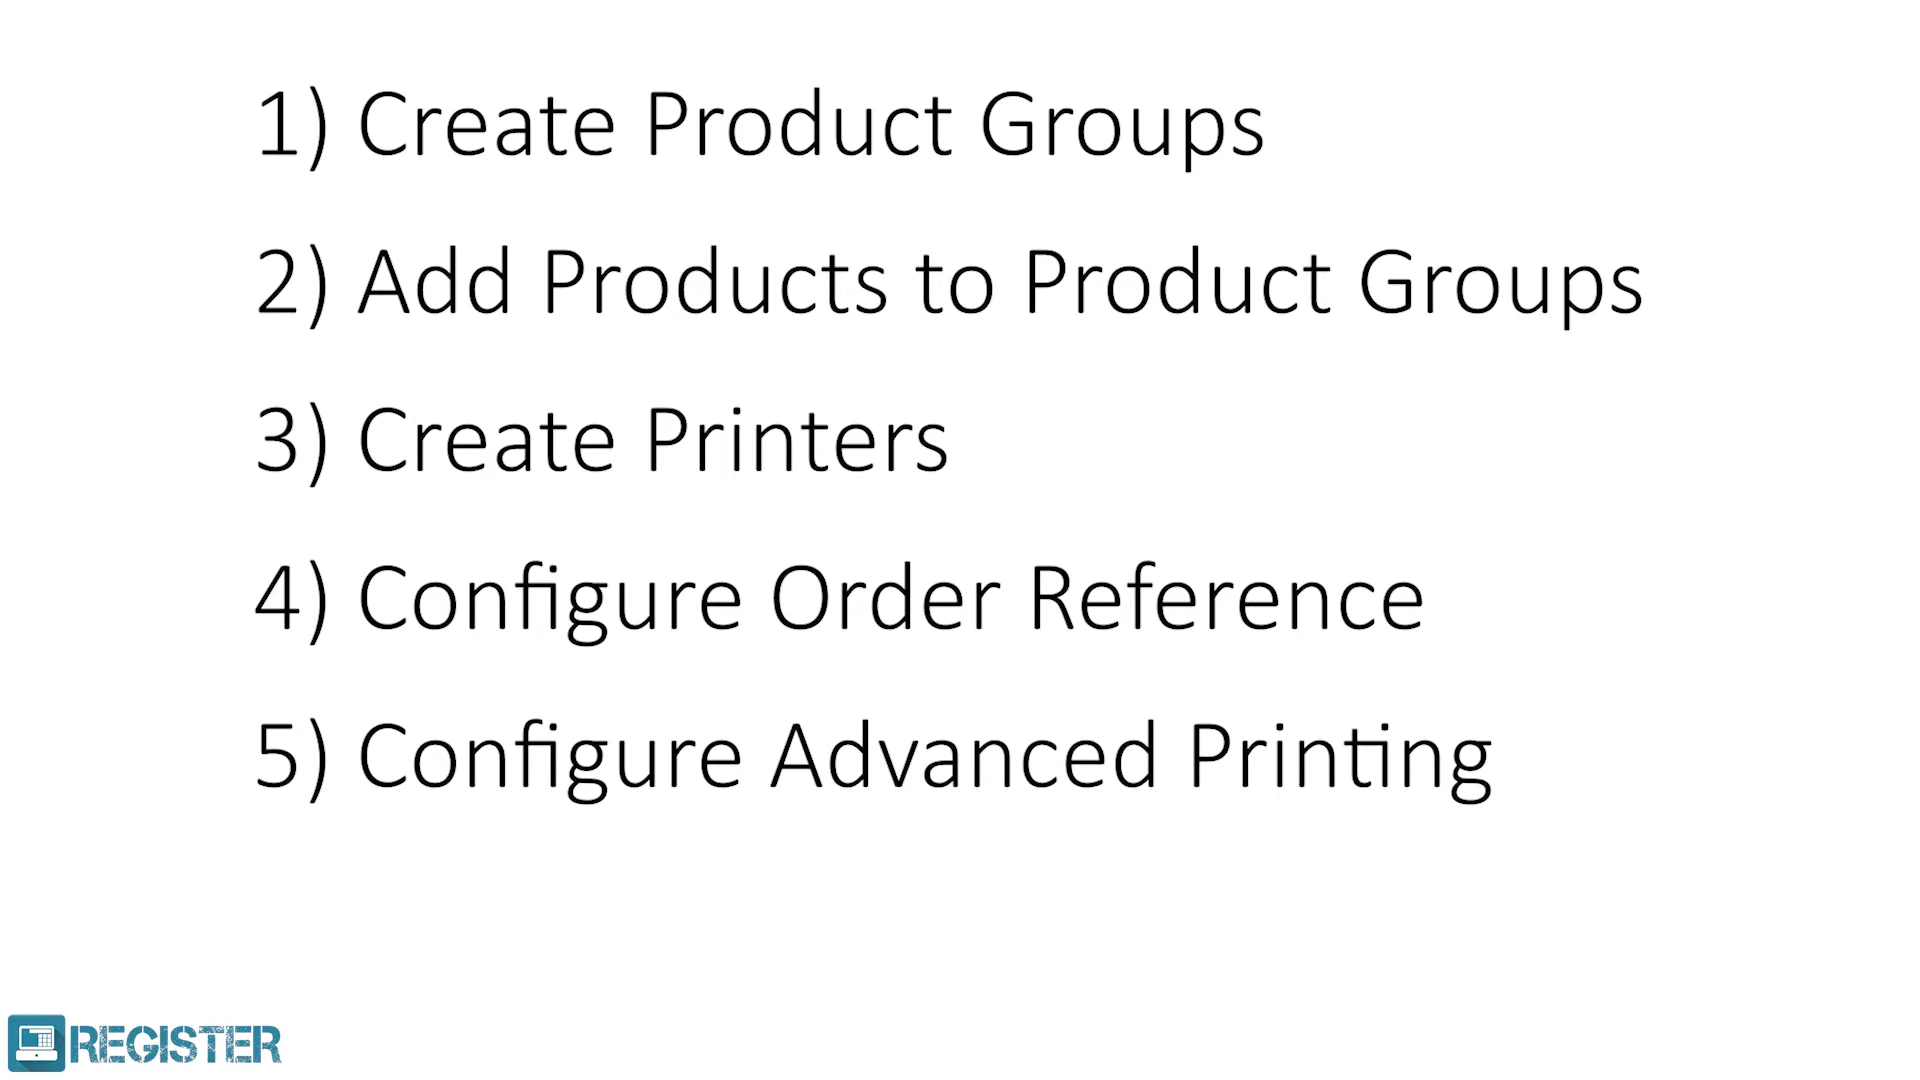 1) Create Product Groups
2) Add Products to Product Groups
3) Create Printers
4) Configure Order Reference
5) Configure Advanced Printing
REGISTER